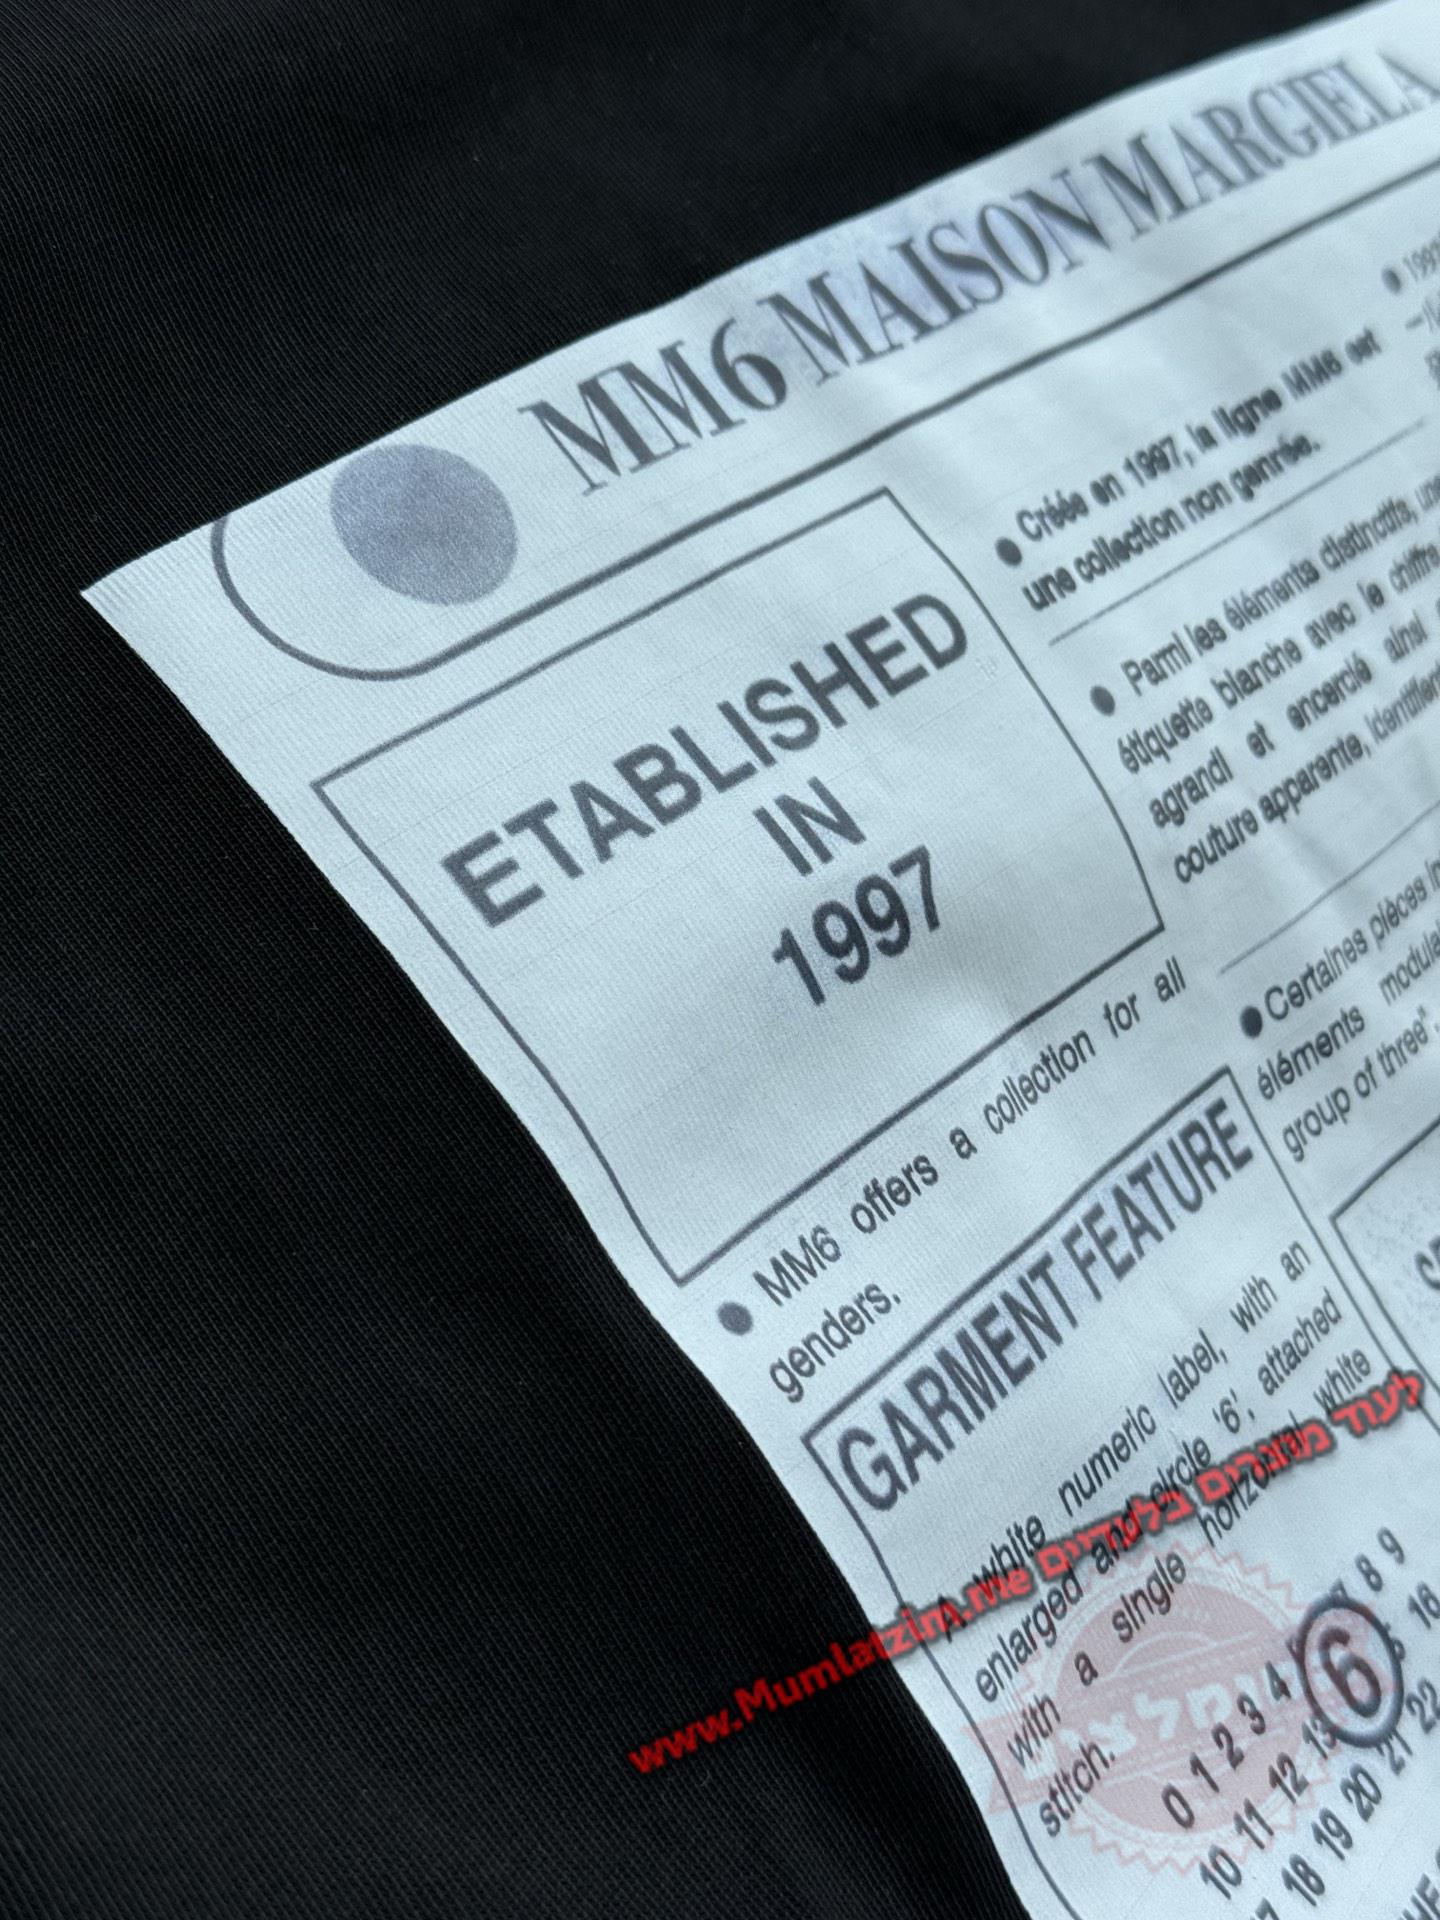 MM6 MAISON MARGIELA
ETABLISHED
IN
1997
● MM6 offers a collection for all
genders.
GARMENT FEATURE
A white numeric label, with an
enlarged and circle '6', attached
with a single horizontal white
stitch.
0 1 2 3 4 6 7 8 9
10 11 12 13 16
18 19 20 21 22
● Créée en 1997, la ligne MM6 est
une collection non genrée.
● Parmi les éléments distinctifs, une
étiquette blanche avec le chiffre
agrandi et encerclé ainsi
couture apparente,
● Certaines pièces
éléments
group of three".
www.Mumlatzim.me לעוד מוצרים בלעדיים
מומלצים